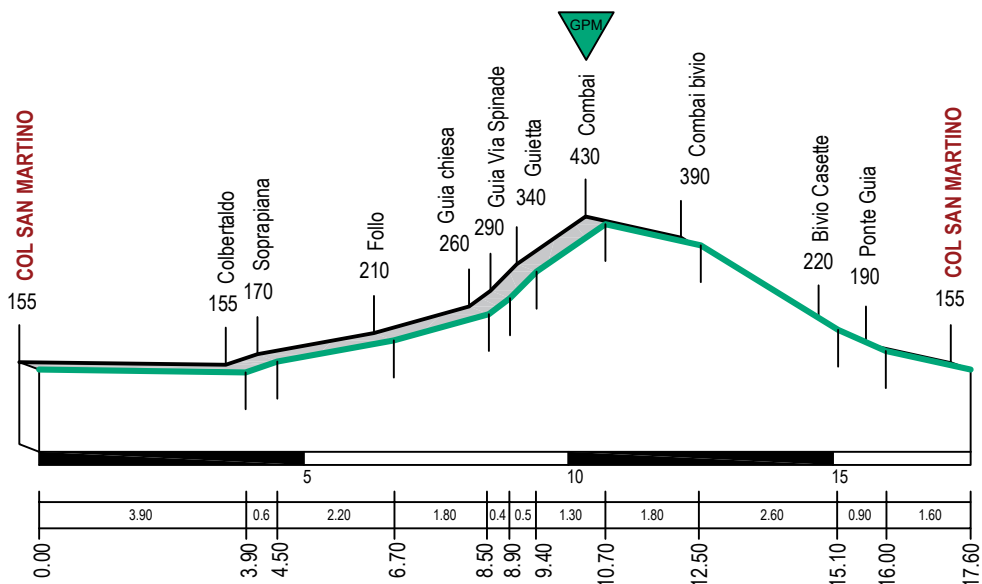 GPM
COL SAN MARTINO
155
Colbertaldo
155
Soprapiana
170
Follo
210
Guia chiesa
260
Guia Via Spinade
290
Guietta
340
Combai
430
Combai bivio
390
Bivio Casette
220
Ponte Guia
190
COL SAN MARTINO
155
5 10 15
3.90 0.6 2.20 1.80 0.4 0.5 1.30 1.80 2.60 0.90 1.60
0.00 3.90 4.50 6.70 8.50 8.90 9.40 10.70 12.50 15.10 16.00 17.60